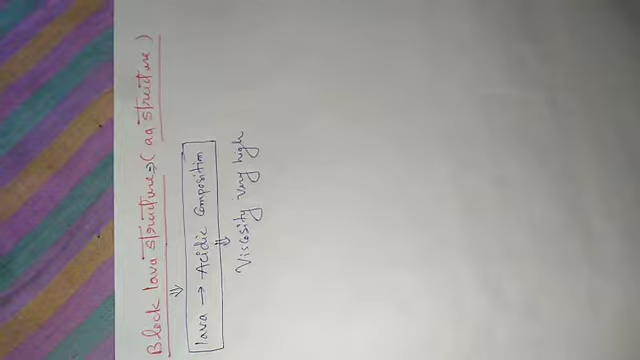 Block lava structure ⇒ ( aa structure )
lava → Acidic composition
Viscosity very high